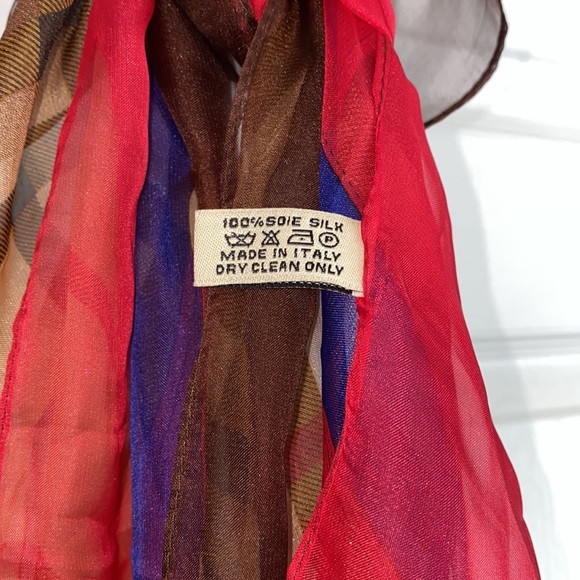 100% SOIE SILK
P
MADE IN ITALY
DRY CLEAN ONLY